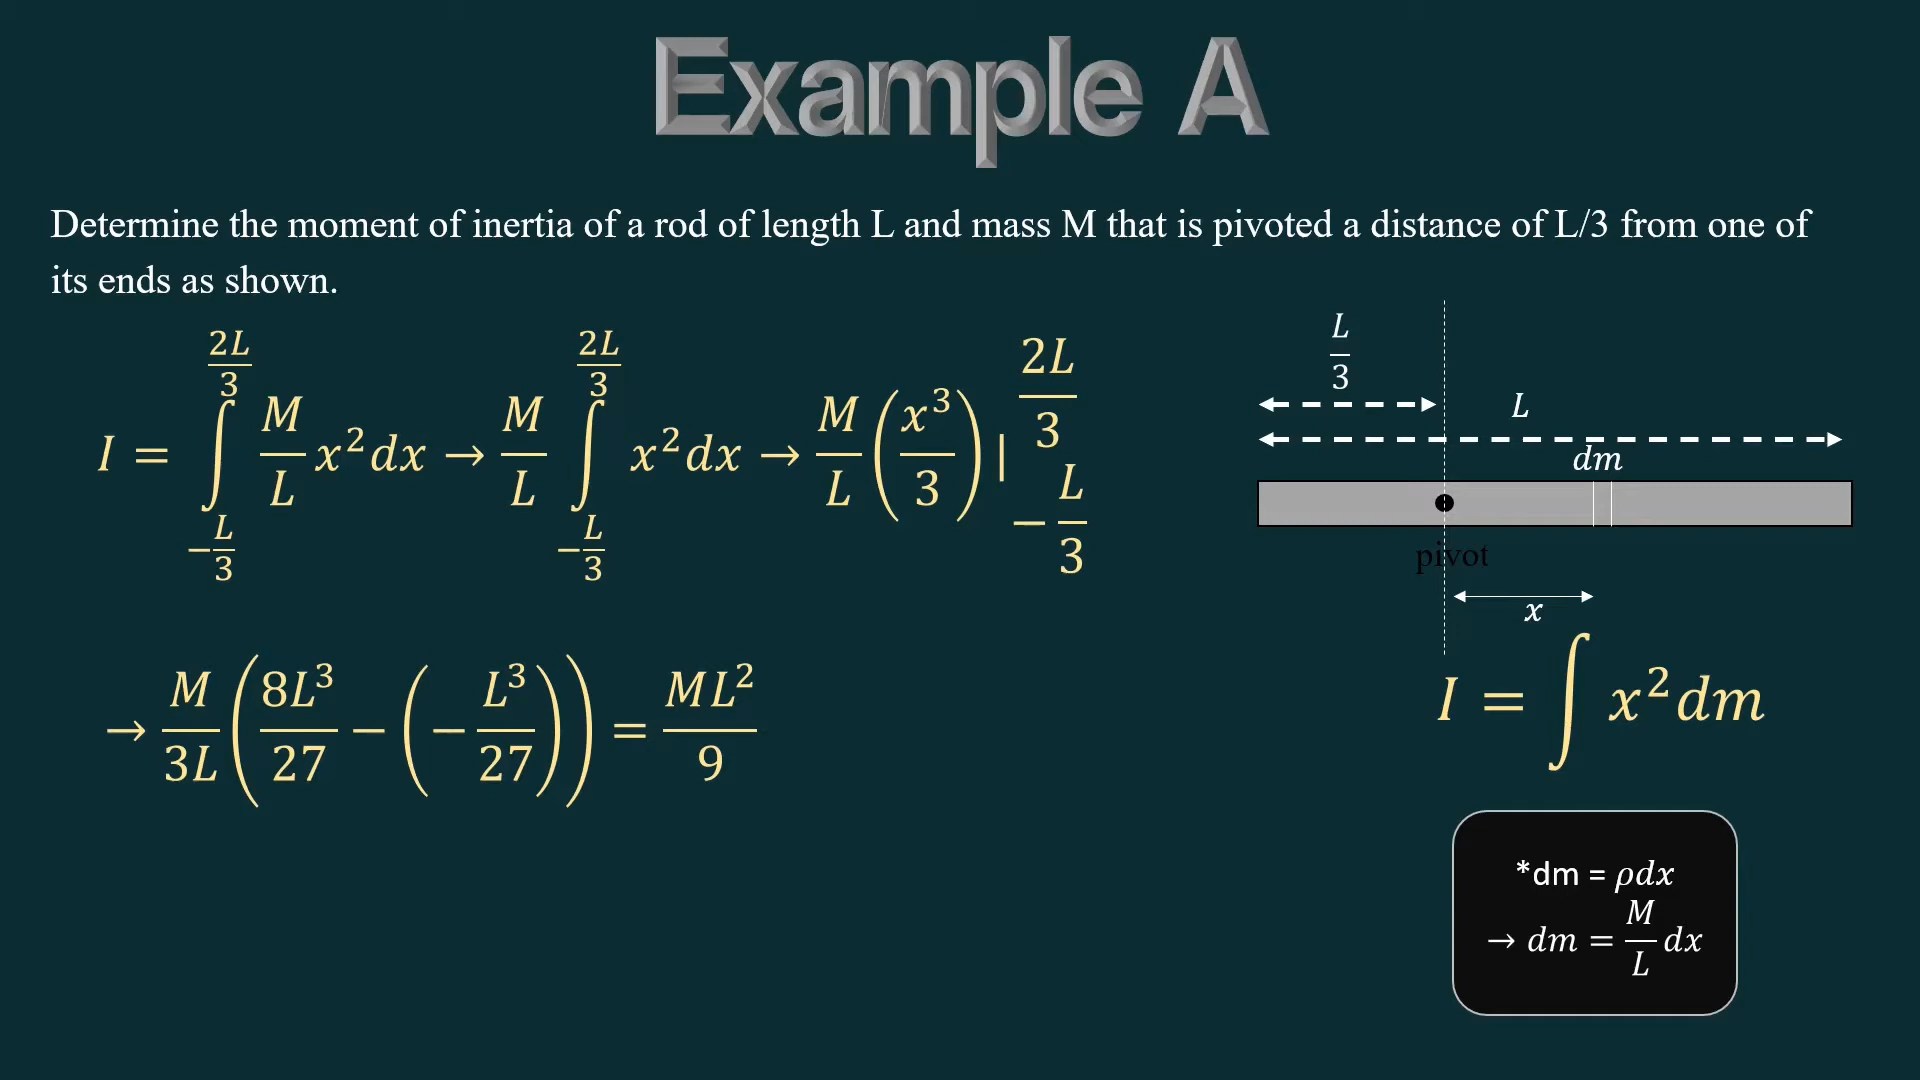 Example A
Determine the moment of inertia of a rod of length L and mass M that is pivoted a distance of L/3 from one of
its ends as shown.
I = ∫_{-L/3}^{2L/3} M/L x² dx → M/L ∫_{-L/3}^{2L/3} x² dx → M/L (x³/3) |_{-L/3}^{2L/3}
→ M/3L (8L³/27 − (−L³/27)) = ML²/9
L/3
L
dm
pivot
x
I = ∫ x² dm
*dm = ρdx
→ dm = M/L dx